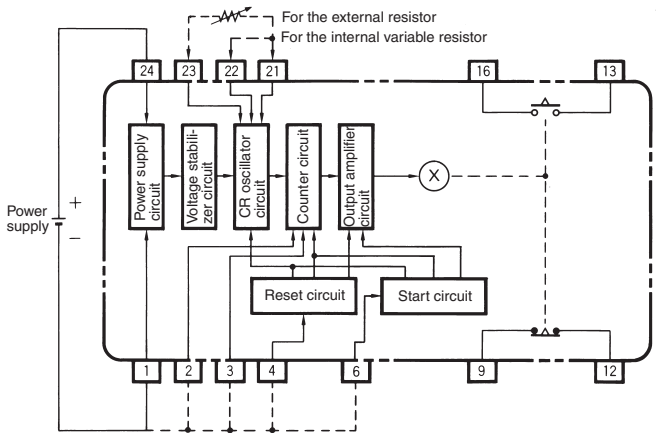 For the external resistor
For the internal variable resistor
24 23 22 21 16 13
Power supply
circuit
Voltage stabili-
zer circuit
CR oscillator
circuit
Counter circuit
Output amplifier
circuit
X
Power
supply
+
−
Reset circuit
Start circuit
1 2 3 4 6 9 12